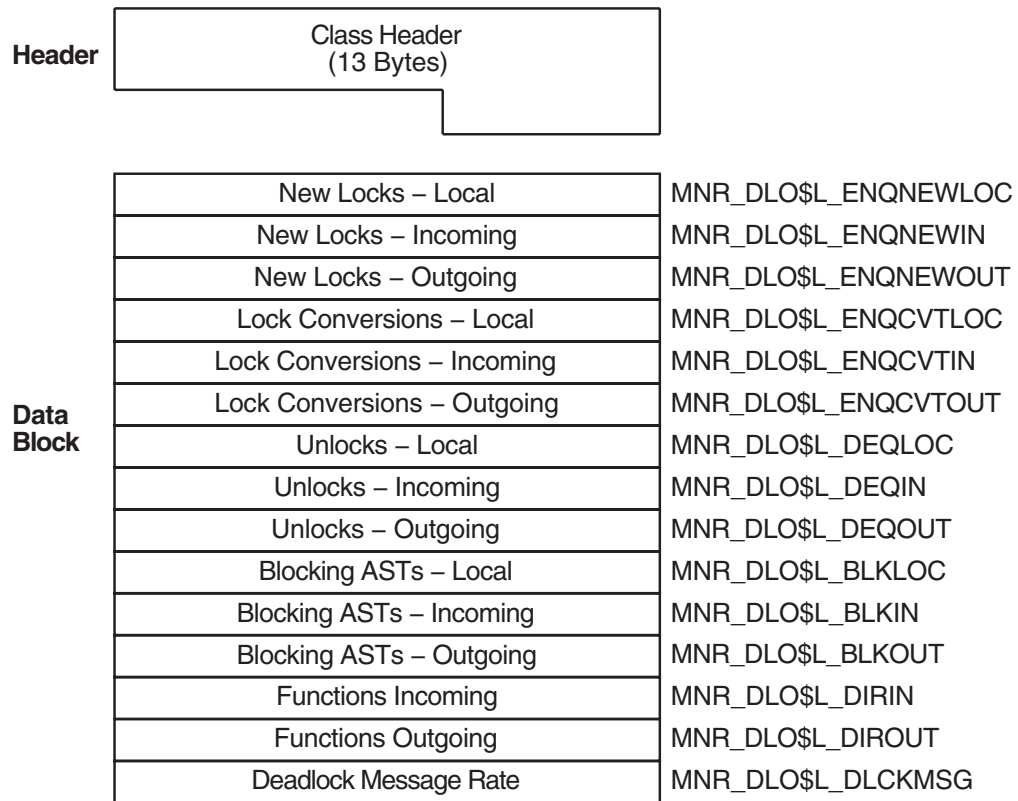 Header
Class Header
(13 Bytes)
New Locks – Local MNR_DLO$L_ENQNEWLOC
New Locks – Incoming MNR_DLO$L_ENQNEWIN
New Locks – Outgoing MNR_DLO$L_ENQNEWOUT
Lock Conversions – Local MNR_DLO$L_ENQCVTLOC
Lock Conversions – Incoming MNR_DLO$L_ENQCVTIN
Lock Conversions – Outgoing MNR_DLO$L_ENQCVTOUT
Data
Block
Unlocks – Local MNR_DLO$L_DEQLOC
Unlocks – Incoming MNR_DLO$L_DEQIN
Unlocks – Outgoing MNR_DLO$L_DEQOUT
Blocking ASTs – Local MNR_DLO$L_BLKLOC
Blocking ASTs – Incoming MNR_DLO$L_BLKIN
Blocking ASTs – Outgoing MNR_DLO$L_BLKOUT
Functions Incoming MNR_DLO$L_DIRIN
Functions Outgoing MNR_DLO$L_DIROUT
Deadlock Message Rate MNR_DLO$L_DLCKMSG